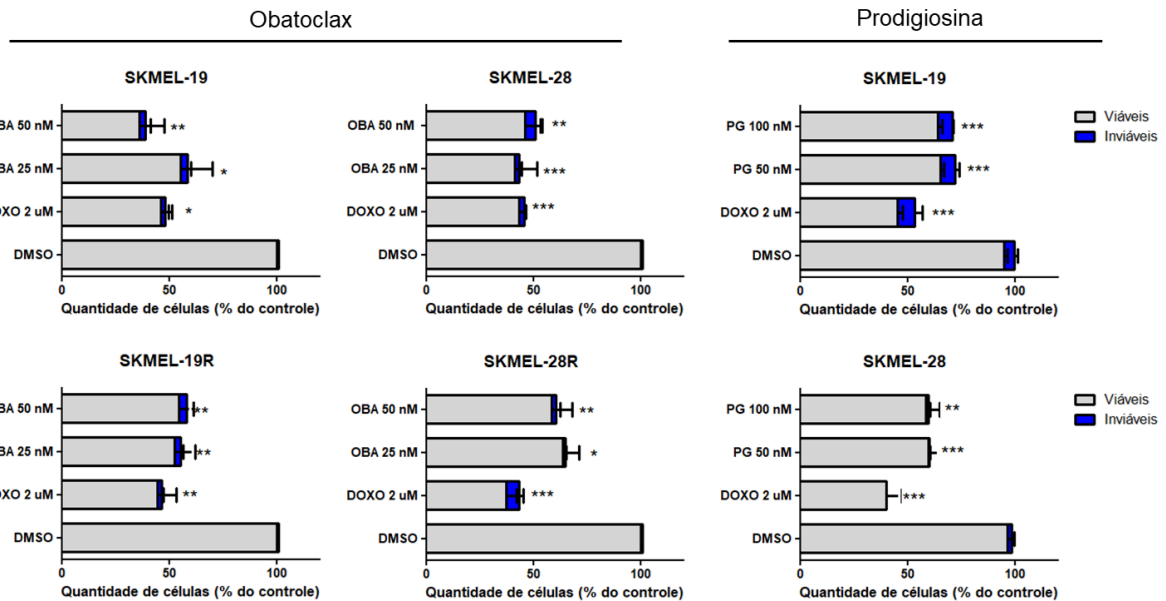 Obatoclax
Prodigiosina
SKMEL-19
OBA 50 nM
**
OBA 25 nM
*
DOXO 2 uM
*
DMSO
0 50 100
Quantidade de células (% do controle)
SKMEL-28
OBA 50 nM
**
OBA 25 nM
***
DOXO 2 uM
***
DMSO
0 50 100
Quantidade de células (% do controle)
SKMEL-19
PG 100 nM
***
PG 50 nM
***
DOXO 2 uM
***
DMSO
0 50 100
Quantidade de células (% do controle)
Viáveis
Inviáveis
SKMEL-19R
OBA 50 nM
**
OBA 25 nM
**
DOXO 2 uM
**
DMSO
0 50 100
Quantidade de células (% do controle)
SKMEL-28R
OBA 50 nM
**
OBA 25 nM
*
DOXO 2 uM
***
DMSO
0 50 100
Quantidade de células (% do controle)
SKMEL-28
PG 100 nM
**
PG 50 nM
***
DOXO 2 uM
***
DMSO
0 50 100
Quantidade de células (% do controle)
Viáveis
Inviáveis